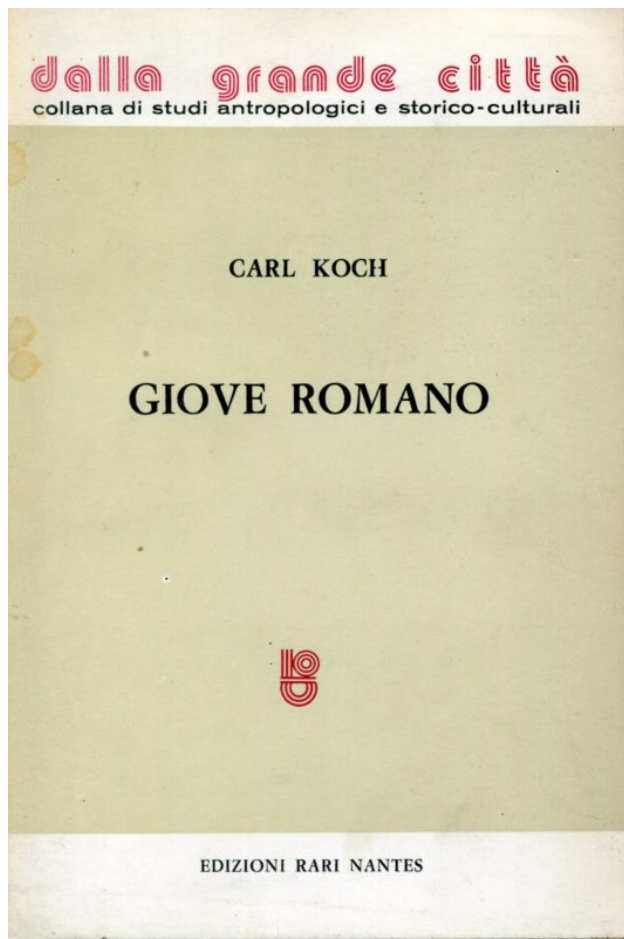 dalla grande città
collana di studi antropologici e storico-culturali
CARL KOCH
GIOVE ROMANO
EDIZIONI RARI NANTES